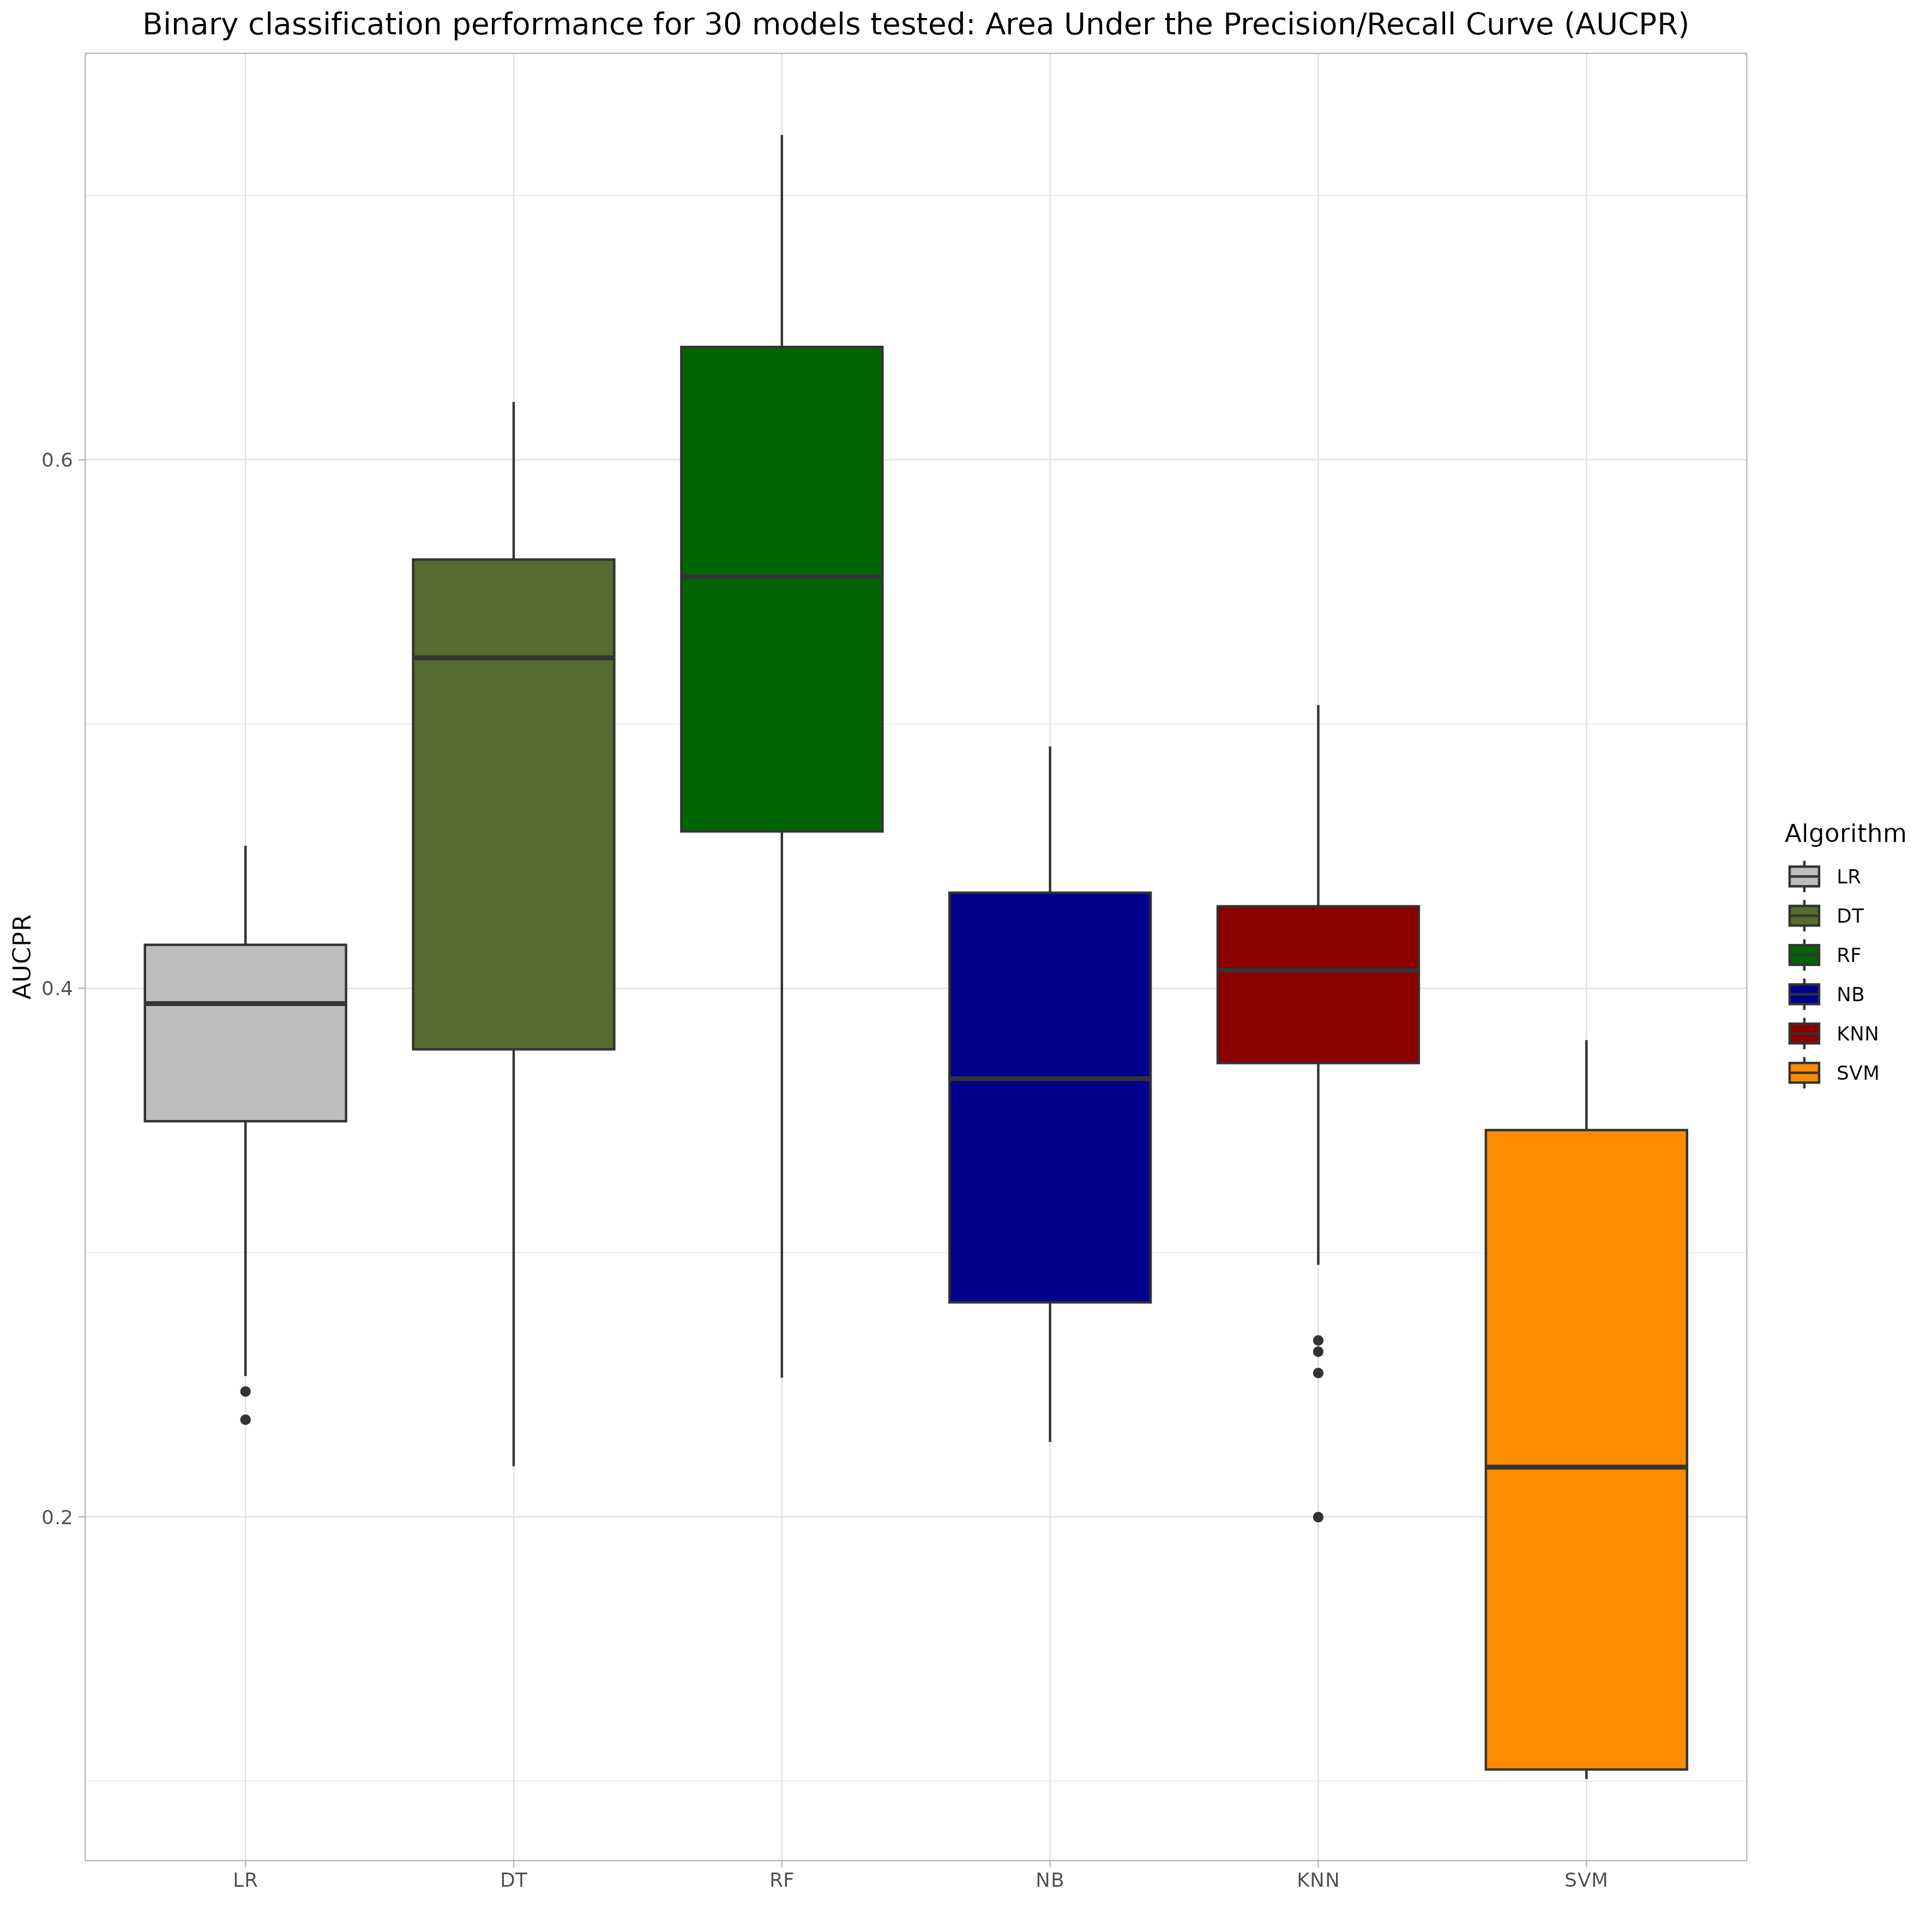 Binary classification performance for 30 models tested: Area Under the Precision/Recall Curve (AUCPR)
AUCPR
0.6
0.4
0.2
LR DT RF NB KNN SVM
Algorithm
LR
DT
RF
NB
KNN
SVM